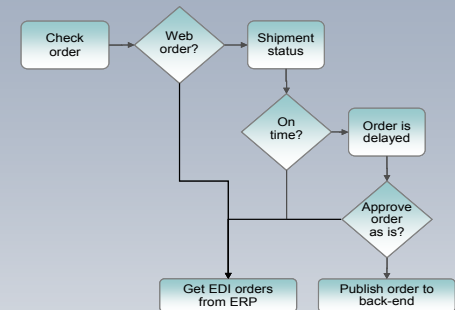 Check
order
Web
order?
Shipment
status
On
time?
Order is
delayed
Approve
order
as is?
Get EDI orders
from ERP
Publish order to
back-end